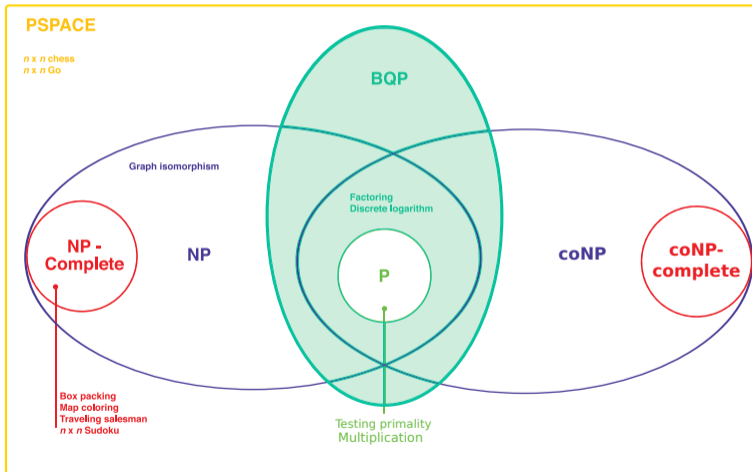 PSPACE
n x n chess
n x n Go
BQP
Graph isomorphism
Factoring
Discrete logarithm
NP -
Complete
NP
P
coNP
coNP-
complete
Box packing
Map coloring
Traveling salesman
n x n Sudoku
Testing primality
Multiplication